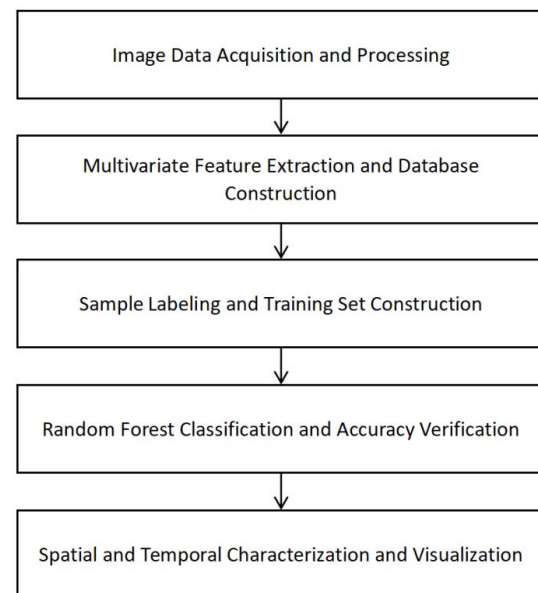 Image Data Acquisition and Processing
Multivariate Feature Extraction and Database
Construction
Sample Labeling and Training Set Construction
Random Forest Classification and Accuracy Verification
Spatial and Temporal Characterization and Visualization